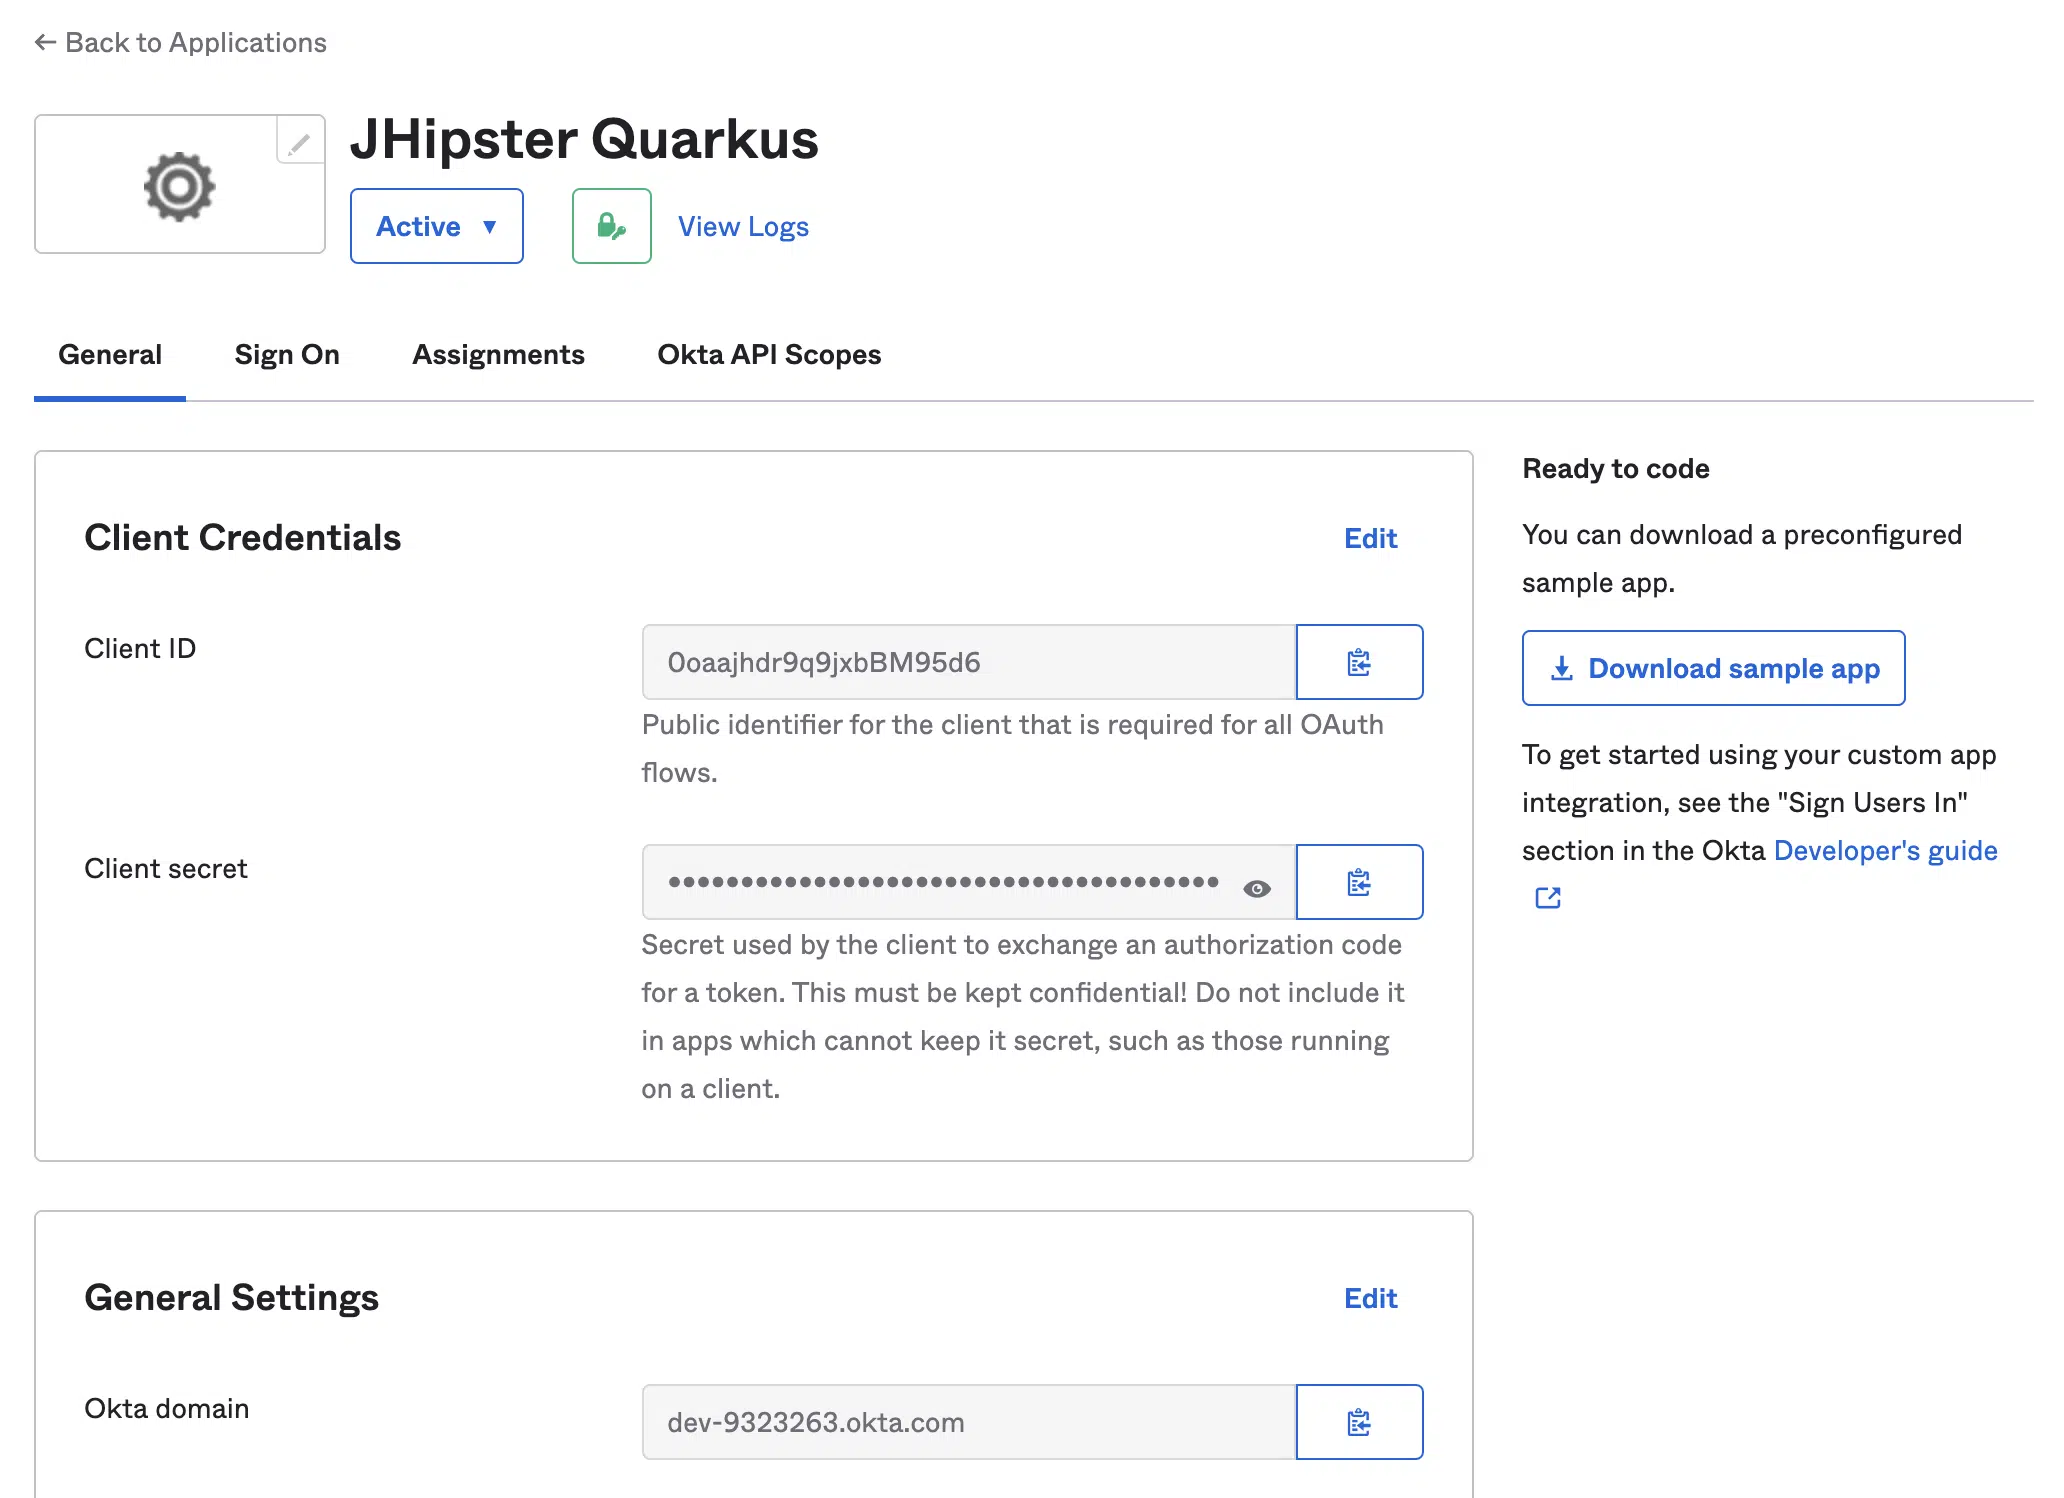 ← Back to Applications
JHipster Quarkus
Active ▼
View Logs
General Sign On Assignments Okta API Scopes
Client Credentials
Edit
Client ID
0oaajhdr9q9jxbBM95d6
Public identifier for the client that is required for all OAuth
flows.
Client secret
••••••••••••••••••••••••••••••••••••••
Secret used by the client to exchange an authorization code
for a token. This must be kept confidential! Do not include it
in apps which cannot keep it secret, such as those running
on a client.
General Settings
Edit
Okta domain
dev-9323263.okta.com
Ready to code
You can download a preconfigured
sample app.
Download sample app
To get started using your custom app
integration, see the "Sign Users In"
section in the Okta Developer's guide